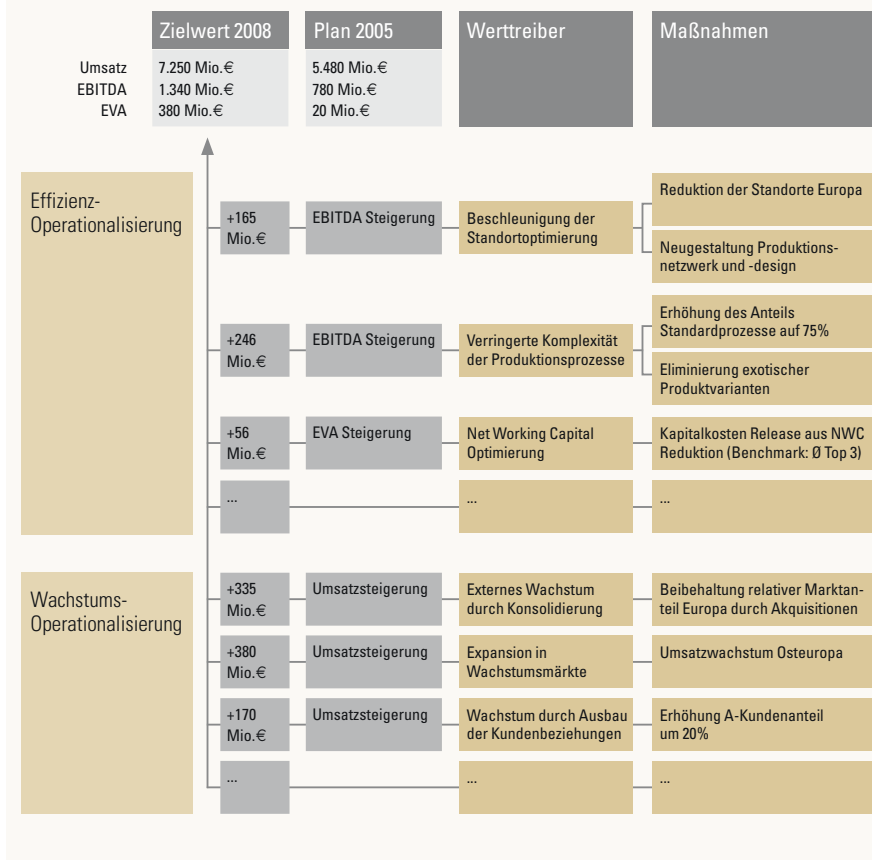 Zielwert 2008
Plan 2005
Werttreiber
Maßnahmen
Umsatz
7.250 Mio.€
5.480 Mio.€
EBITDA
1.340 Mio.€
780 Mio.€
EVA
380 Mio.€
20 Mio.€
Effizienz-
Operationalisierung
+165
Mio.€
EBITDA Steigerung
Beschleunigung der
Standortoptimierung
Reduktion der Standorte Europa
Neugestaltung Produktions-
netzwerk und -design
+246
Mio.€
EBITDA Steigerung
Verringerte Komplexität
der Produktionsprozesse
Erhöhung des Anteils
Standardprozesse auf 75%
Eliminierung exotischer
Produktvarianten
+56
Mio.€
EVA Steigerung
Net Working Capital
Optimierung
Kapitalkosten Release aus NWC
Reduktion (Benchmark: Ø Top 3)
...
...
...
Wachstums-
Operationalisierung
+335
Mio.€
Umsatzsteigerung
Externes Wachstum
durch Konsolidierung
Beibehaltung relativer Marktan-
teil Europa durch Akquisitionen
+380
Mio.€
Umsatzsteigerung
Expansion in
Wachstumsmärkte
Umsatzwachstum Osteuropa
+170
Mio.€
Umsatzsteigerung
Wachstum durch Ausbau
der Kundenbeziehungen
Erhöhung A-Kundenanteil
um 20%
...
...
...